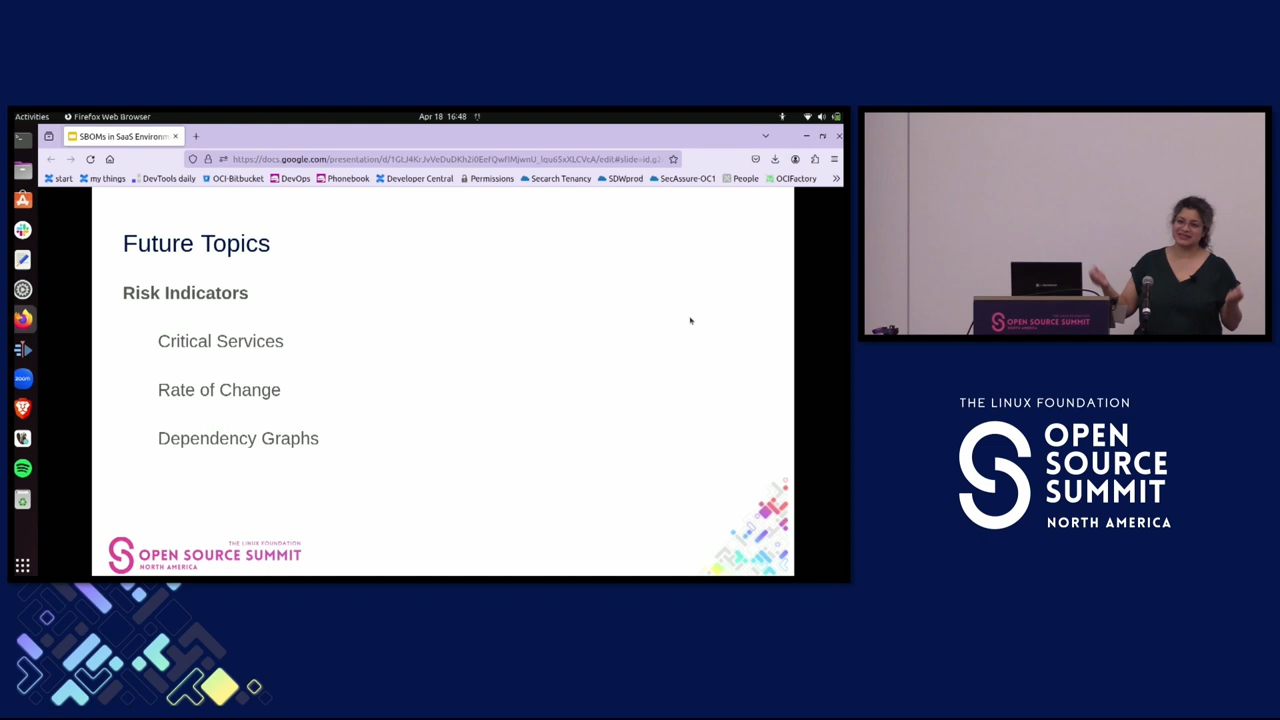 Activities
Firefox Web Browser
Apr 18 16:48
SBOMs in SaaS Environm
start
my things
DevTools daily
OCI-Bitbucket
DevOps
Phonebook
Developer Central
Permissions
Secarch Tenancy
SDWprod
SecAssure-OC1
People
OCIFactory
Future Topics
Risk Indicators
Critical Services
Rate of Change
Dependency Graphs
THE LINUX FOUNDATION
OPEN SOURCE SUMMIT
NORTH AMERICA
zoom
OPEN SOURCE SUMMIT
THE LINUX FOUNDATION
OPEN
SOURCE
SUMMIT
NORTH AMERICA